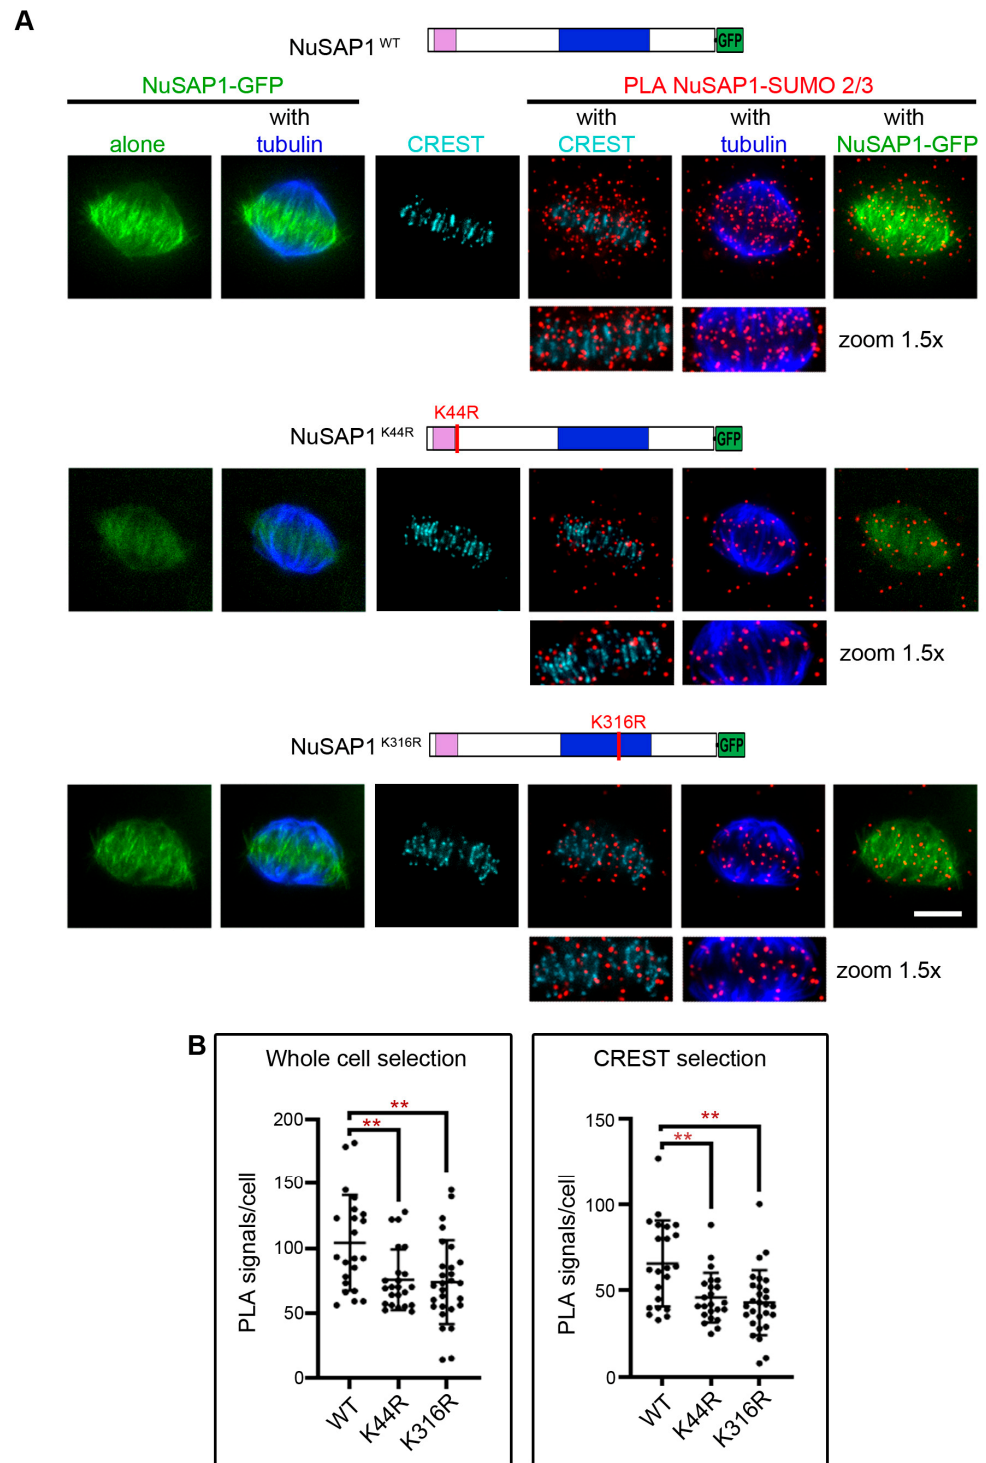 A
NuSAP1 WT
GFP
NuSAP1-GFP
PLA NuSAP1-SUMO 2/3
with
with
with
with
alone
tubulin
CREST
CREST
tubulin
NuSAP1-GFP
zoom 1.5x
K44R
NuSAP1 K44R
GFP
zoom 1.5x
K316R
NuSAP1 K316R
GFP
zoom 1.5x
B
Whole cell selection
**
**
200
150
100
50
0
PLA signals/cell
WT
K44R
K316R
CREST selection
**
**
150
100
50
0
PLA signals/cell
WT
K44R
K316R